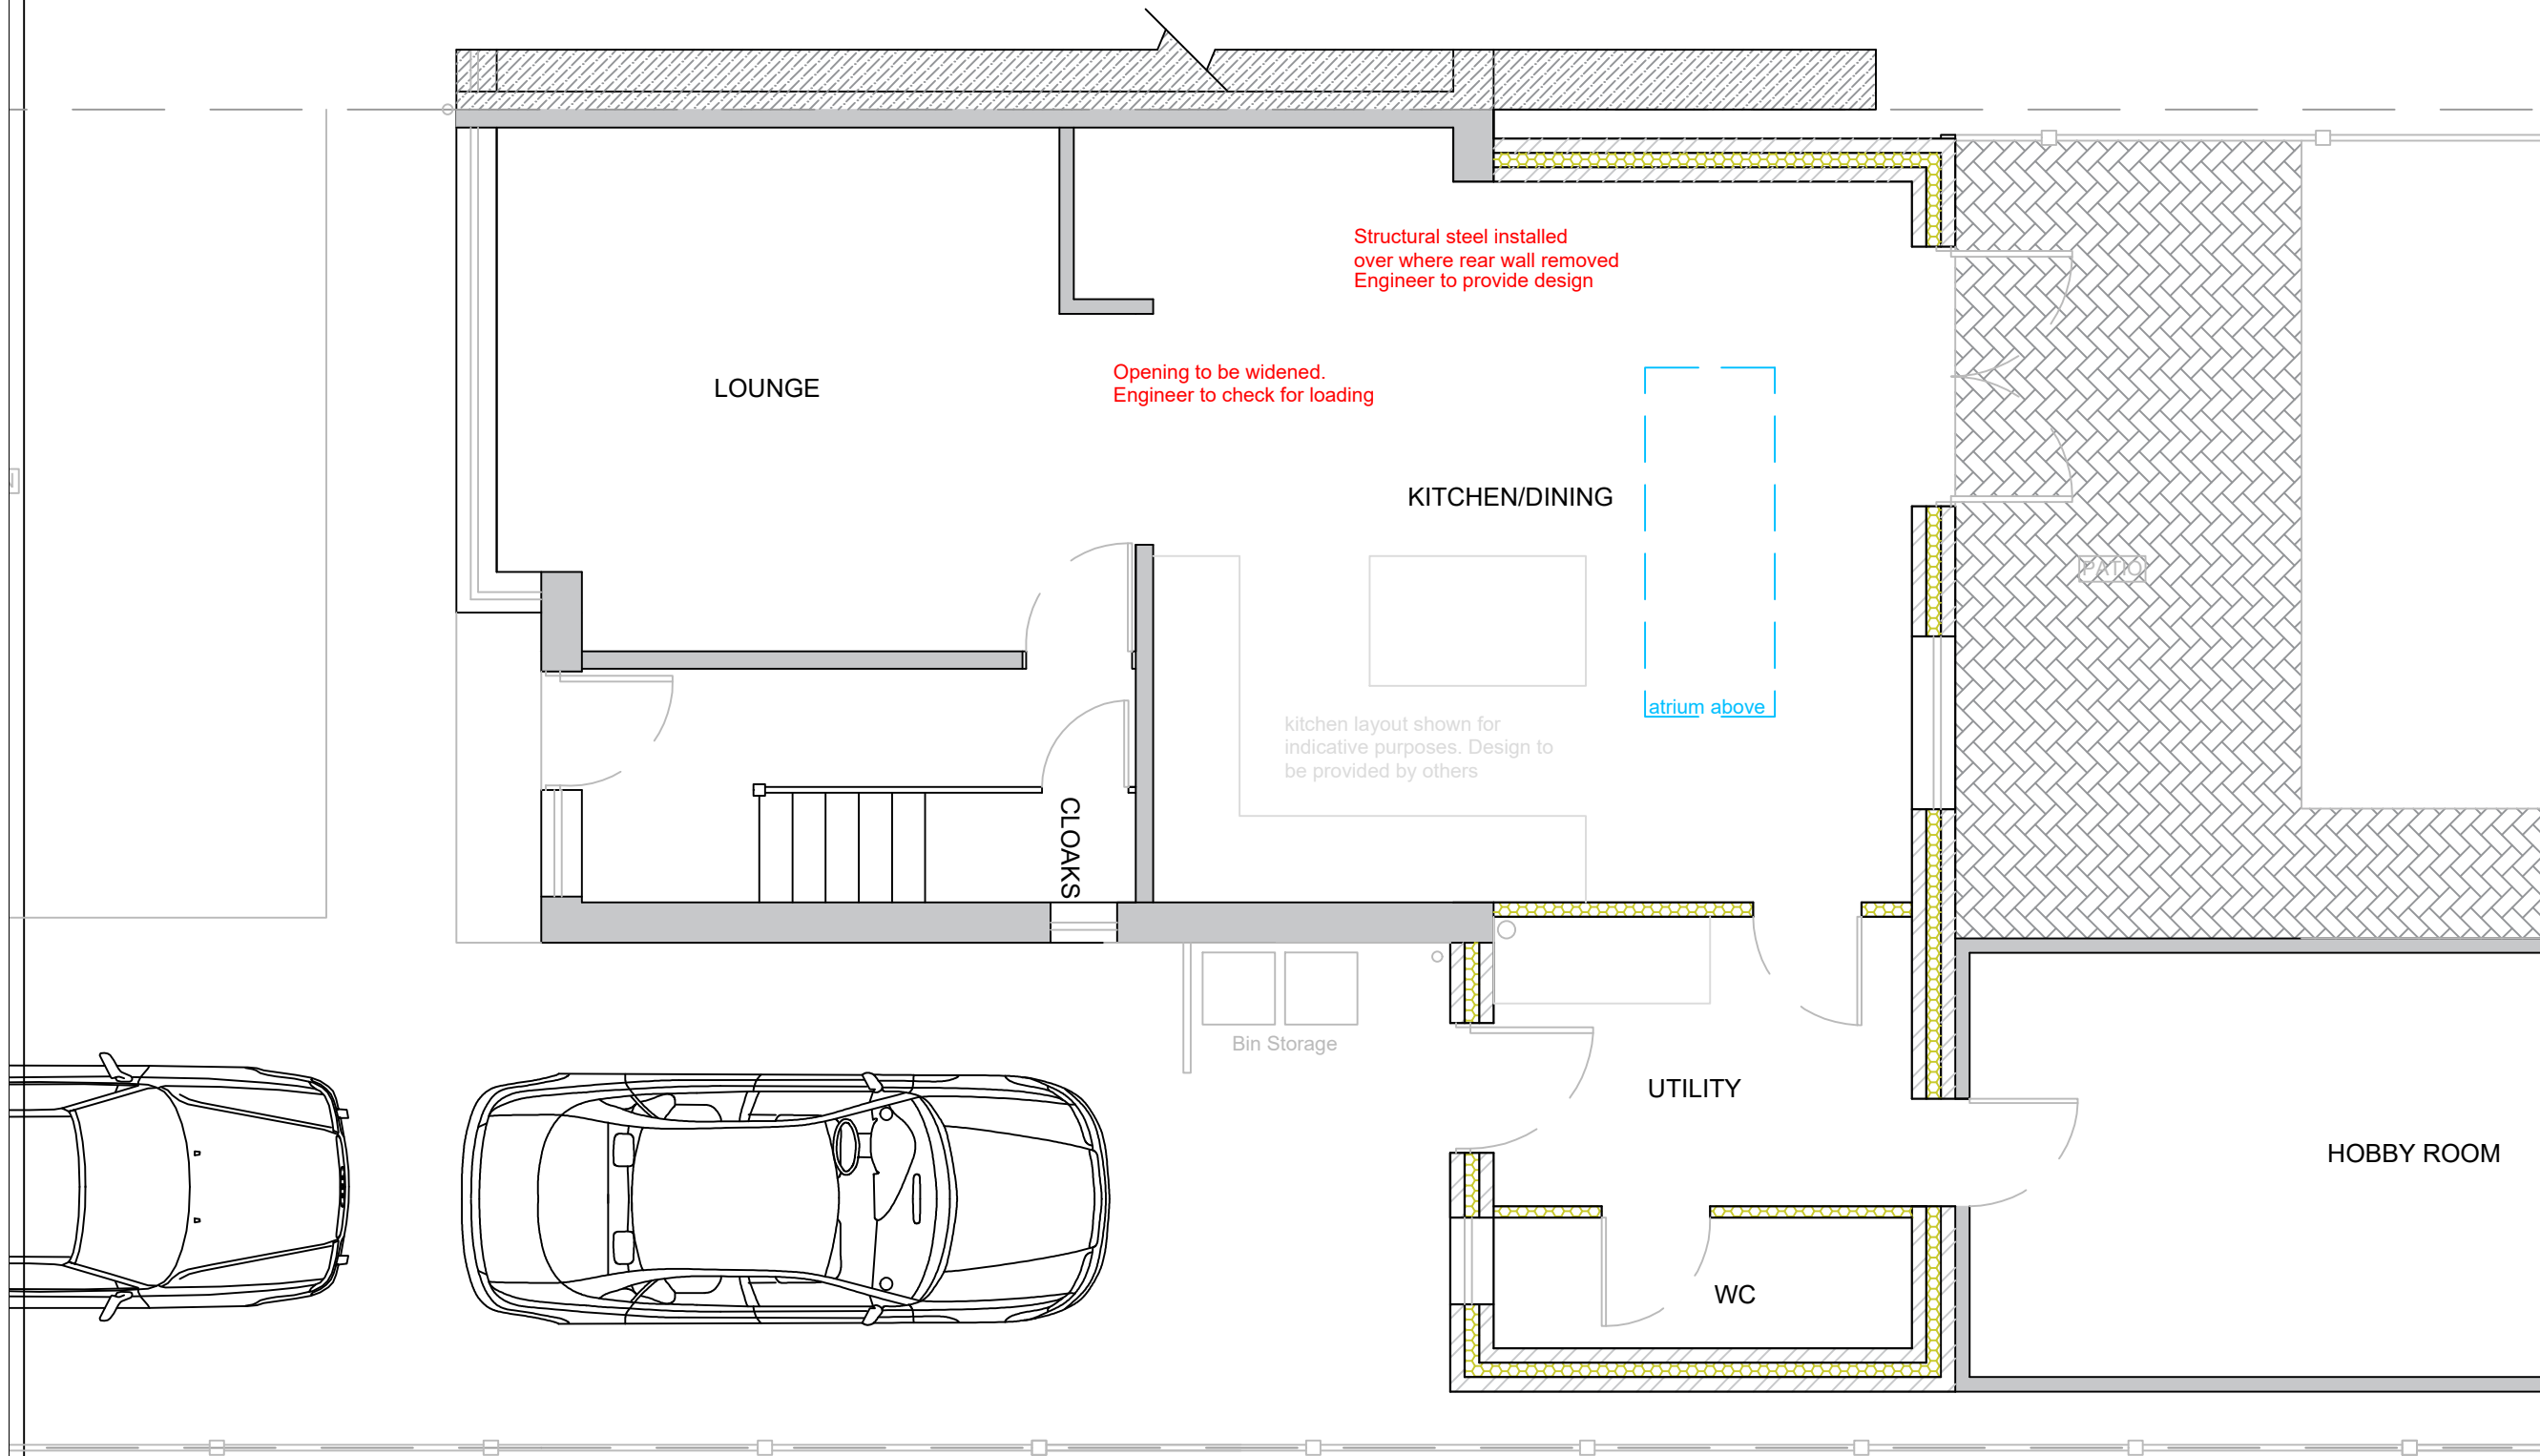 Structural steel installed
over where rear wall removed
Engineer to provide design
LOUNGE
Opening to be widened.
Engineer to check for loading
KITCHEN/DINING
PATIO
atrium above
kitchen layout shown for
indicative purposes. Design to
be provided by others
CLOAKS
Bin Storage
UTILITY
HOBBY ROOM
WC